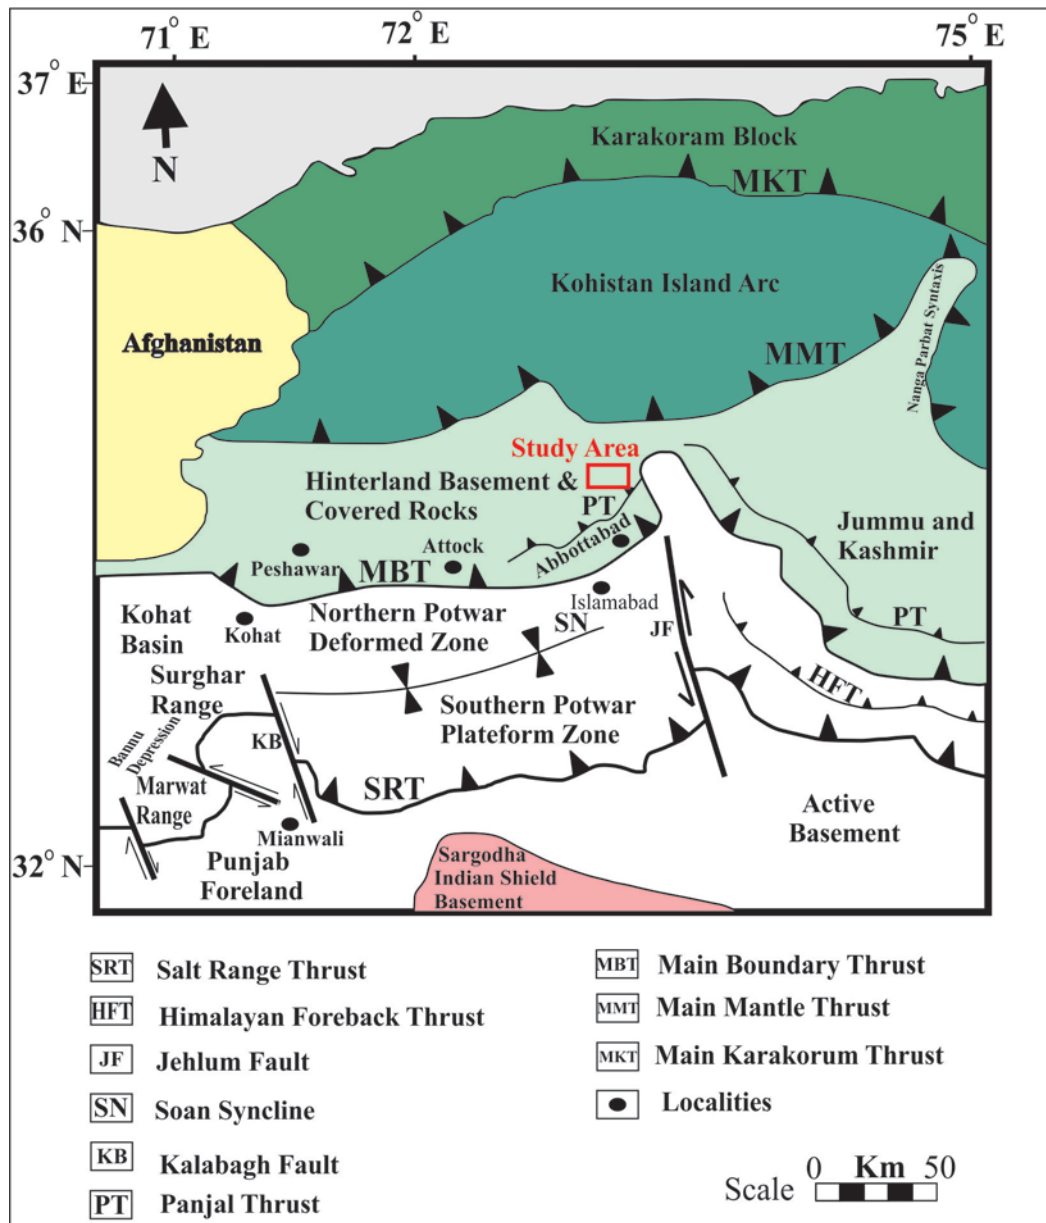 71° E
72° E
75° E
37° E
N
Karakoram Block
MKT
36° N
Kohistan Island Arc
Afghanistan
MMT
Nanga Parbat Syntaxis
Study Area
Hinterland Basement &
Covered Rocks
PT
Jummu and
Kashmir
Peshawar
Attock
Abbottabad
MBT
Islamabad
Kohat
Basin
Kohat
Northern Potwar
Deformed Zone
SN
JF
PT
HFT
Surghar
Range
KB
Southern Potwar
Plateform Zone
Bannu
Depression
Marwat
Range
SRT
Mianwali
Active
Basement
32° N
Punjab
Foreland
Sargodha
Indian Shield
Basement
SRT Salt Range Thrust
HFT Himalayan Foreback Thrust
JF Jehlum Fault
SN Soan Syncline
KB Kalabagh Fault
PT Panjal Thrust
MBT Main Boundary Thrust
MMT Main Mantle Thrust
MKT Main Karakorum Thrust
Localities
Scale 0 Km 50